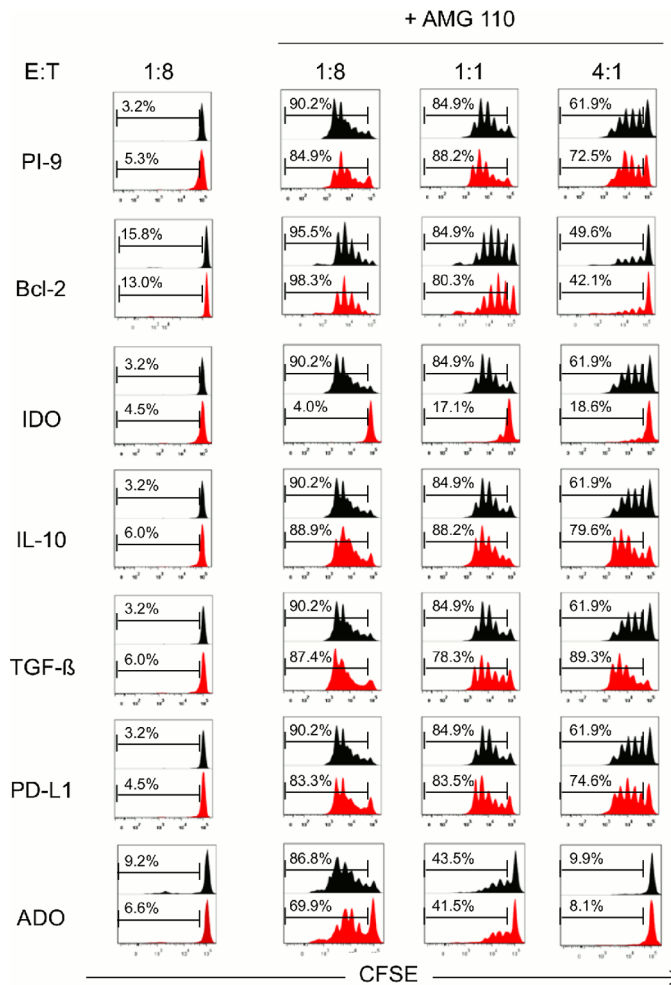 + AMG 110
E:T 1:8 1:8 1:1 4:1
3.2% 90.2% 84.9% 61.9%
PI-9
5.3% 84.9% 88.2% 72.5%
15.8% 95.5% 84.9% 49.6%
Bcl-2
13.0% 98.3% 80.3% 42.1%
3.2% 90.2% 84.9% 61.9%
IDO
4.5% 4.0% 17.1% 18.6%
3.2% 90.2% 84.9% 61.9%
IL-10
6.0% 88.9% 88.2% 79.6%
3.2% 90.2% 84.9% 61.9%
TGF-ß
6.0% 87.4% 78.3% 89.3%
3.2% 90.2% 84.9% 61.9%
PD-L1
4.5% 83.3% 83.5% 74.6%
9.2% 86.8% 43.5% 9.9%
ADO
6.6% 69.9% 41.5% 8.1%
CFSE